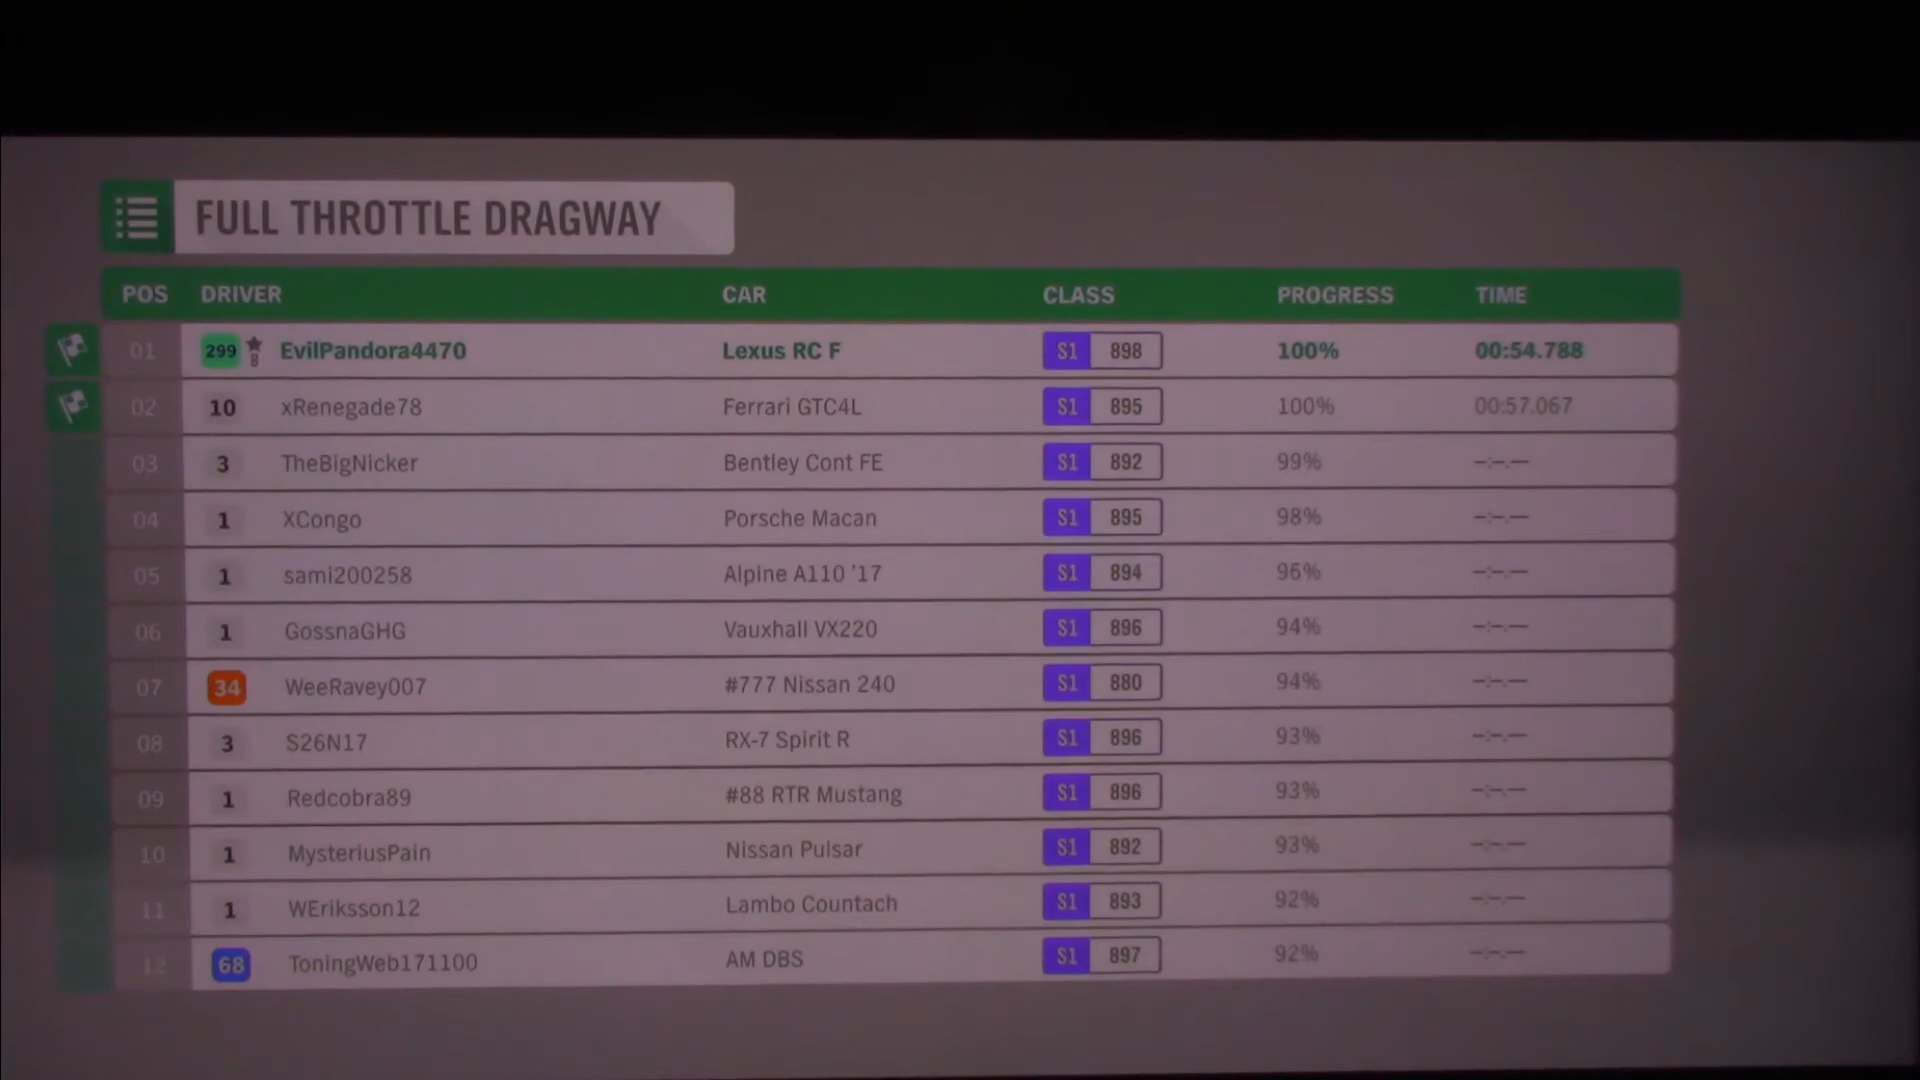 FULL THROTTLE DRAGWAY
POS DRIVER CAR CLASS PROGRESS TIME
01 299 8 EvilPandora4470 Lexus RC F S1 898 100% 00:54.788
02 10 xRenegade78 Ferrari GTC4L S1 895 100% 00:57.067
03 3 TheBigNicker Bentley Cont FE S1 892 99% --:--.---
04 1 XCongo Porsche Macan S1 895 98% --:--.---
05 1 sami200258 Alpine A110 '17 S1 894 96% --:--.---
06 1 GossnaGHG Vauxhall VX220 S1 896 94% --:--.---
07 34 WeeRavey007 #777 Nissan 240 S1 880 94% --:--.---
08 3 S26N17 RX-7 Spirit R S1 896 93% --:--.---
09 1 Redcobra89 #88 RTR Mustang S1 896 93% --:--.---
10 1 MysteriusPain Nissan Pulsar S1 892 93% --:--.---
11 1 WEriksson12 Lambo Countach S1 893 92% --:--.---
12 68 ToningWeb171100 AM DBS S1 897 92% --:--.---